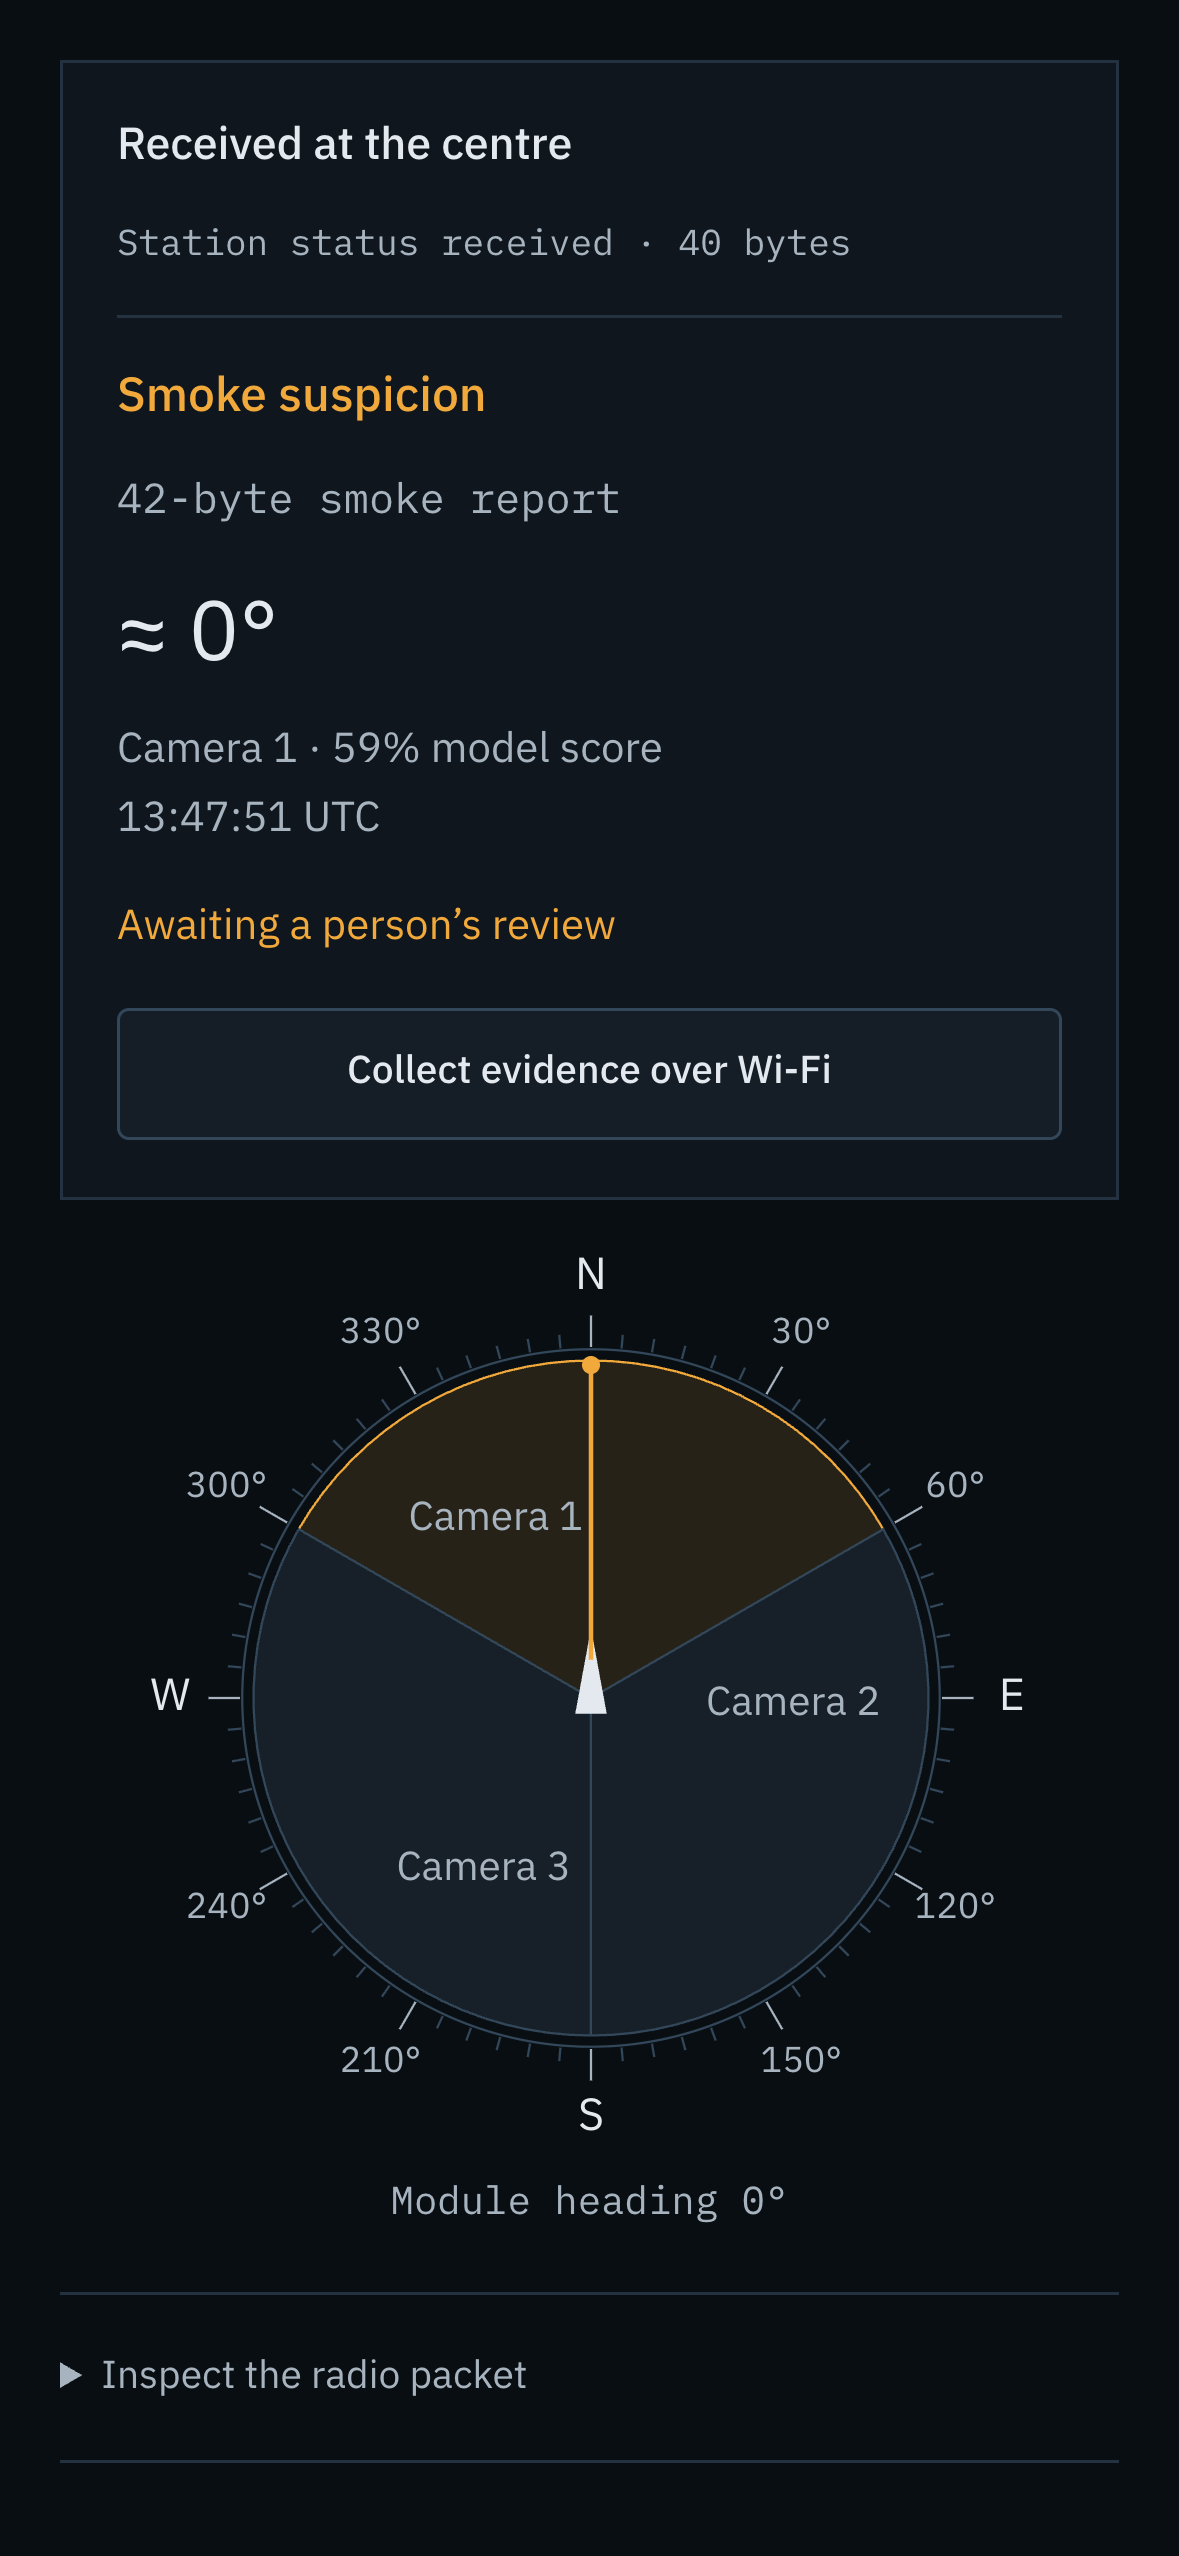 Received at the centre
Station status received · 40 bytes
Smoke suspicion
42-byte smoke report
≈ 0°
Camera 1 · 59% model score
13:47:51 UTC
Awaiting a person’s review
Collect evidence over Wi-Fi
N
330°
30°
300°
60°
Camera 1
W
Camera 2
E
Camera 3
240°
120°
210°
150°
S
Module heading 0°
Inspect the radio packet